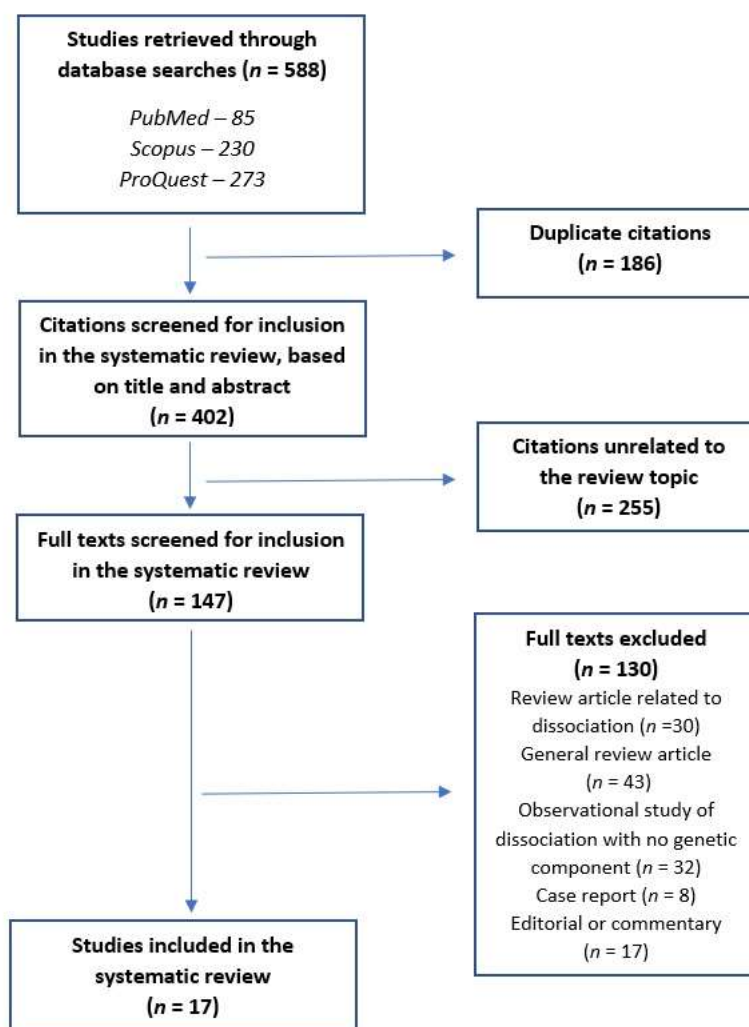 Studies retrieved through
database searches (n = 588)
PubMed – 85
Scopus – 230
ProQuest – 273
Duplicate citations
(n = 186)
Citations screened for inclusion
in the systematic review, based
on title and abstract
(n = 402)
Citations unrelated to
the review topic
(n = 255)
Full texts screened for inclusion
in the systematic review
(n = 147)
Full texts excluded
(n = 130)
Review article related to
dissociation (n =30)
General review article
(n = 43)
Observational study of
dissociation with no genetic
component (n = 32)
Case report (n = 8)
Editorial or commentary
(n = 17)
Studies included in the
systematic review
(n = 17)